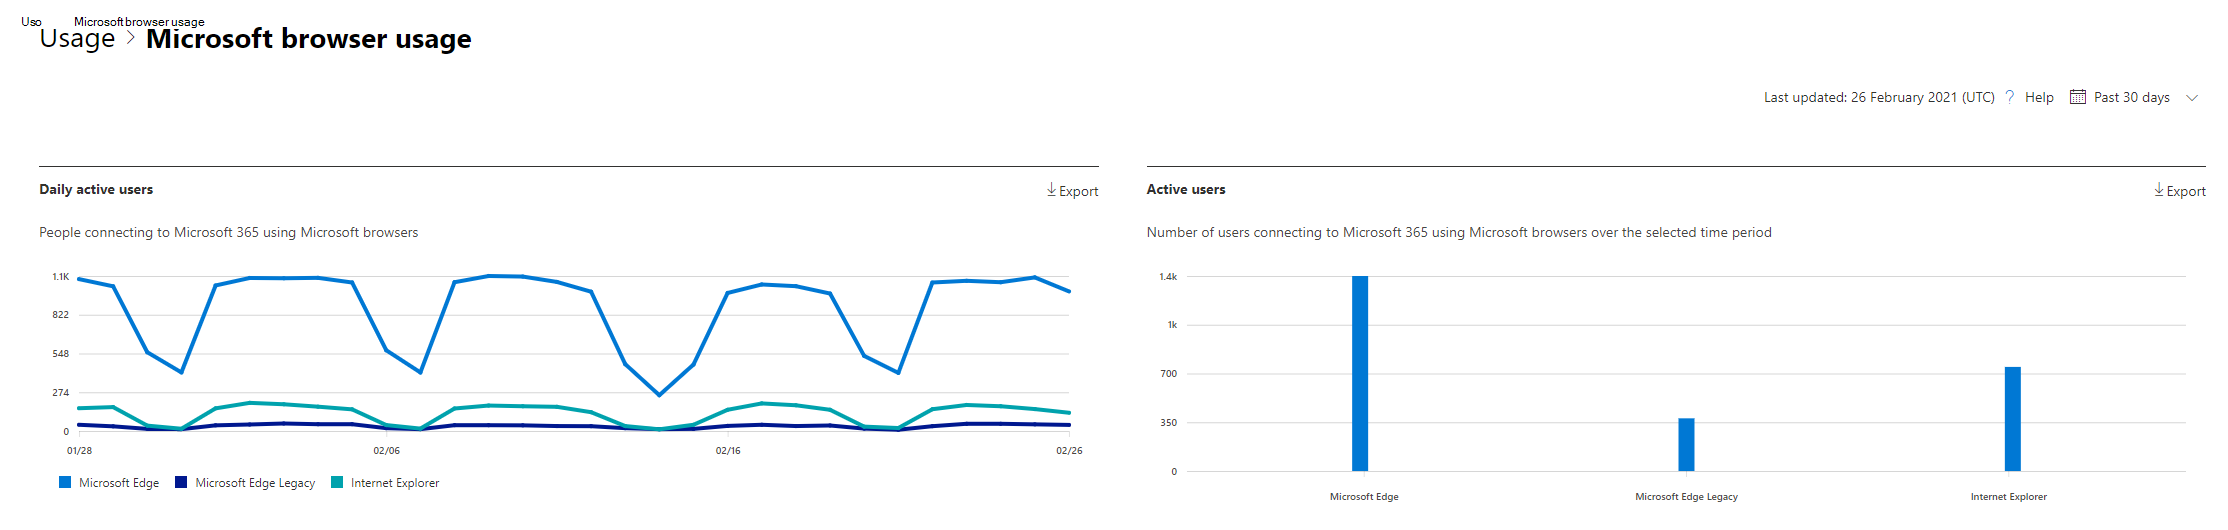 Uso Microsoft browser usage
Usage > Microsoft browser usage
Last updated: 26 February 2021 (UTC) ? Help Past 30 days
Daily active users
Export
People connecting to Microsoft 365 using Microsoft browsers
1.1K
822
548
274
0
01/28 02/06 02/16 02/26
Microsoft Edge Microsoft Edge Legacy Internet Explorer
Active users
Export
Number of users connecting to Microsoft 365 using Microsoft browsers over the selected time period
1.4k
1k
700
350
0
Microsoft Edge Microsoft Edge Legacy Internet Explorer